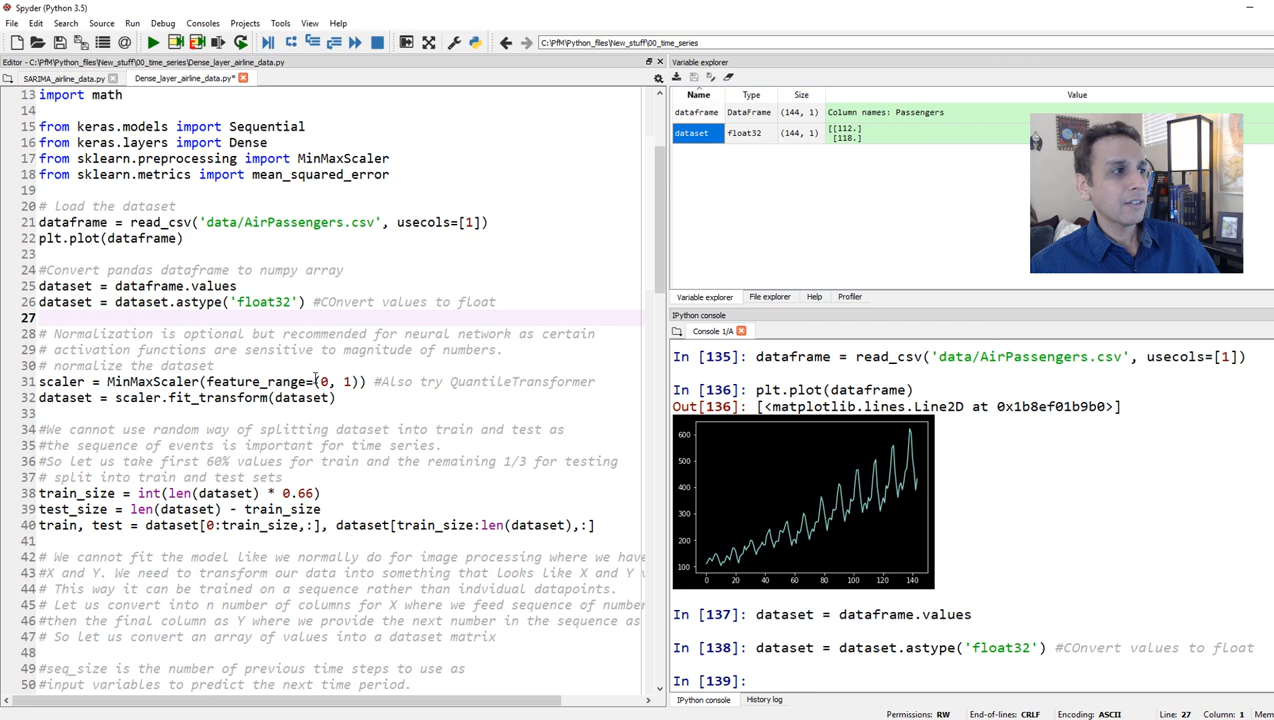 Spyder (Python 3.5)
File Edit Search Source Run Debug Consoles Projects Tools View Help
C:\PfM\Python_files\New_stuff\00_time_series
Editor - C:\PfM\Python_files\New_stuff\00_time_series\Dense_layer_airline_data.py
SARIMA_airline_data.py Dense_layer_airline_data.py*
13 import math
14
15 from keras.models import Sequential
16 from keras.layers import Dense
17 from sklearn.preprocessing import MinMaxScaler
18 from sklearn.metrics import mean_squared_error
19
20 # load the dataset
21 dataframe = read_csv('data/AirPassengers.csv', usecols=[1])
22 plt.plot(dataframe)
23
24 #Convert pandas dataframe to numpy array
25 dataset = dataframe.values
26 dataset = dataset.astype('float32') #COnvert values to float
27
28 # Normalization is optional but recommended for neural network as certain
29 # activation functions are sensitive to magnitude of numbers.
30 # normalize the dataset
31 scaler = MinMaxScaler(feature_range=(0, 1)) #Also try QuantileTransformer
32 dataset = scaler.fit_transform(dataset)
33
34 #We cannot use random way of splitting dataset into train and test as
35 #the sequence of events is important for time series.
36 #So let us take first 60% values for train and the remaining 1/3 for testing
37 # split into train and test sets
38 train_size = int(len(dataset) * 0.66)
39 test_size = len(dataset) - train_size
40 train, test = dataset[0:train_size,:], dataset[train_size:len(dataset),:]
41
42 # We cannot fit the model like we normally do for image processing where we have
43 #X and Y. We need to transform our data into something that looks like X and Y v
44 # This way it can be trained on a sequence rather than indvidual datapoints.
45 # Let us convert into n number of columns for X where we feed sequence of number
46 #then the final column as Y where we provide the next number in the sequence as
47 # So let us convert an array of values into a dataset matrix
48
49 #seq_size is the number of previous time steps to use as
50 #input variables to predict the next time period.
Variable explorer
Name Type Size Value
dataframe DataFrame (144, 1) Column names: Passengers
dataset float32 (144, 1) [[112.]
[118.]
Variable explorer File explorer Help Profiler
IPython console
Console 1/A
In [135]: dataframe = read_csv('data/AirPassengers.csv', usecols=[1])
In [136]: plt.plot(dataframe)
Out[136]: [<matplotlib.lines.Line2D at 0x1b8ef01b9b0>]
600
500
400
300
200
100
0 20 40 60 80 100 120 140
In [137]: dataset = dataframe.values
In [138]: dataset = dataset.astype('float32') #COnvert values to float
In [139]:
IPython console History log
Permissions: RW End-of-lines: CRLF Encoding: ASCII Line: 27 Column: 1 Mem